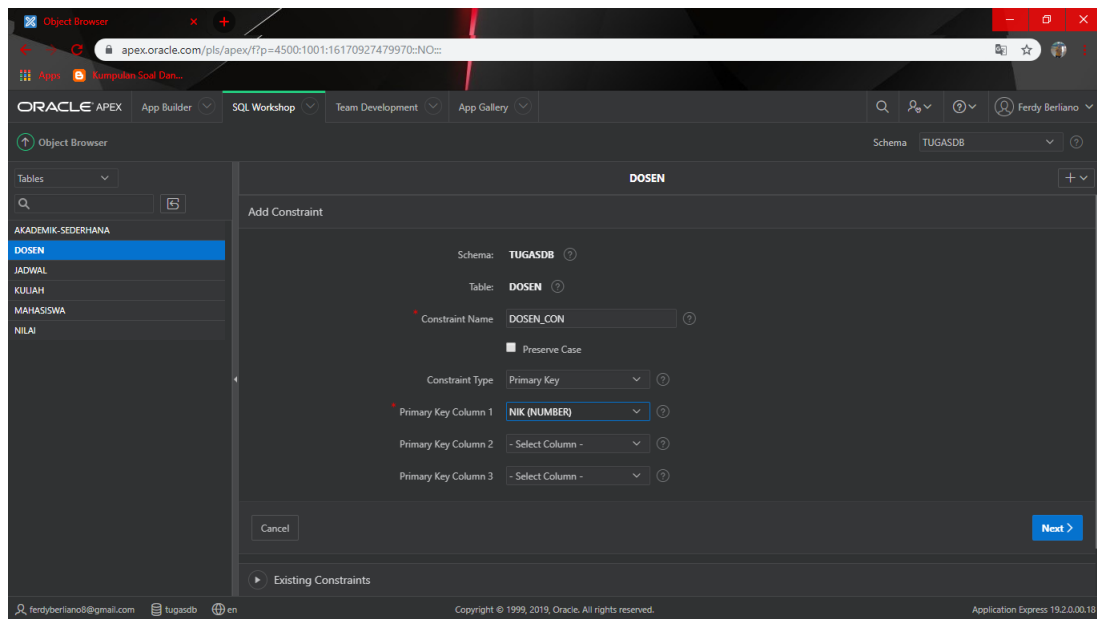 Object Browser
apex.oracle.com/pls/apex/f?p=4500:1001:16170927479970::NO:::
Apps Kumpulan Soal Dan...
ORACLE APEX App Builder SQL Workshop Team Development App Gallery Ferdy Berliano
Object Browser Schema TUGASDB
Tables DOSEN
Add Constraint
AKADEMIK-SEDERHANA
DOSEN
JADWAL
KULIAH
MAHASISWA
NILAI
Schema: TUGASDB
Table: DOSEN
* Constraint Name DOSEN_CON
Preserve Case
Constraint Type Primary Key
* Primary Key Column 1 NIK (NUMBER)
Primary Key Column 2 - Select Column -
Primary Key Column 3 - Select Column -
Cancel Next >
Existing Constraints
ferdyberliano8@gmail.com tugasdb en Copyright © 1999, 2019, Oracle. All rights reserved. Application Express 19.2.0.00.18